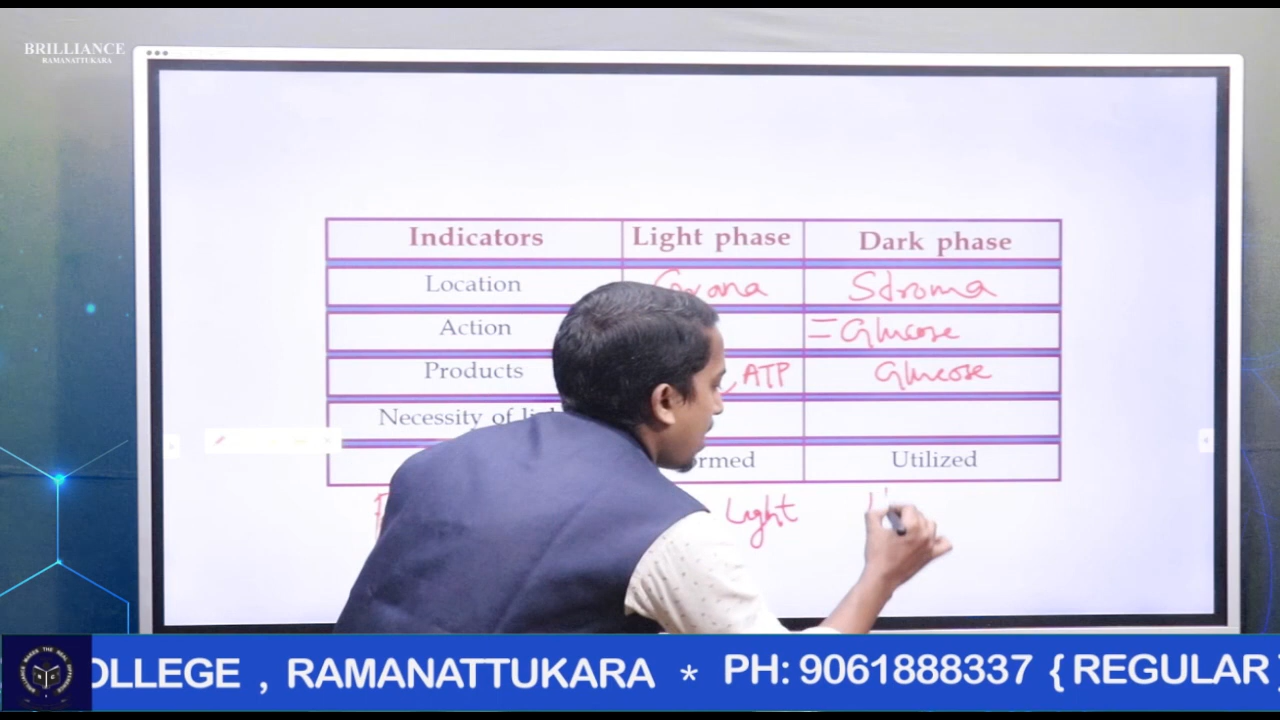 BRILLIANCE
RAMANATTUKARA
Indicators Light phase Dark phase
Location Grana Stroma
Action = Glucose
Products , ATP Glucose
Necessity of
ormed Utilized
Light
OLLEGE , RAMANATTUKARA * PH: 9061888337 { REGULAR }